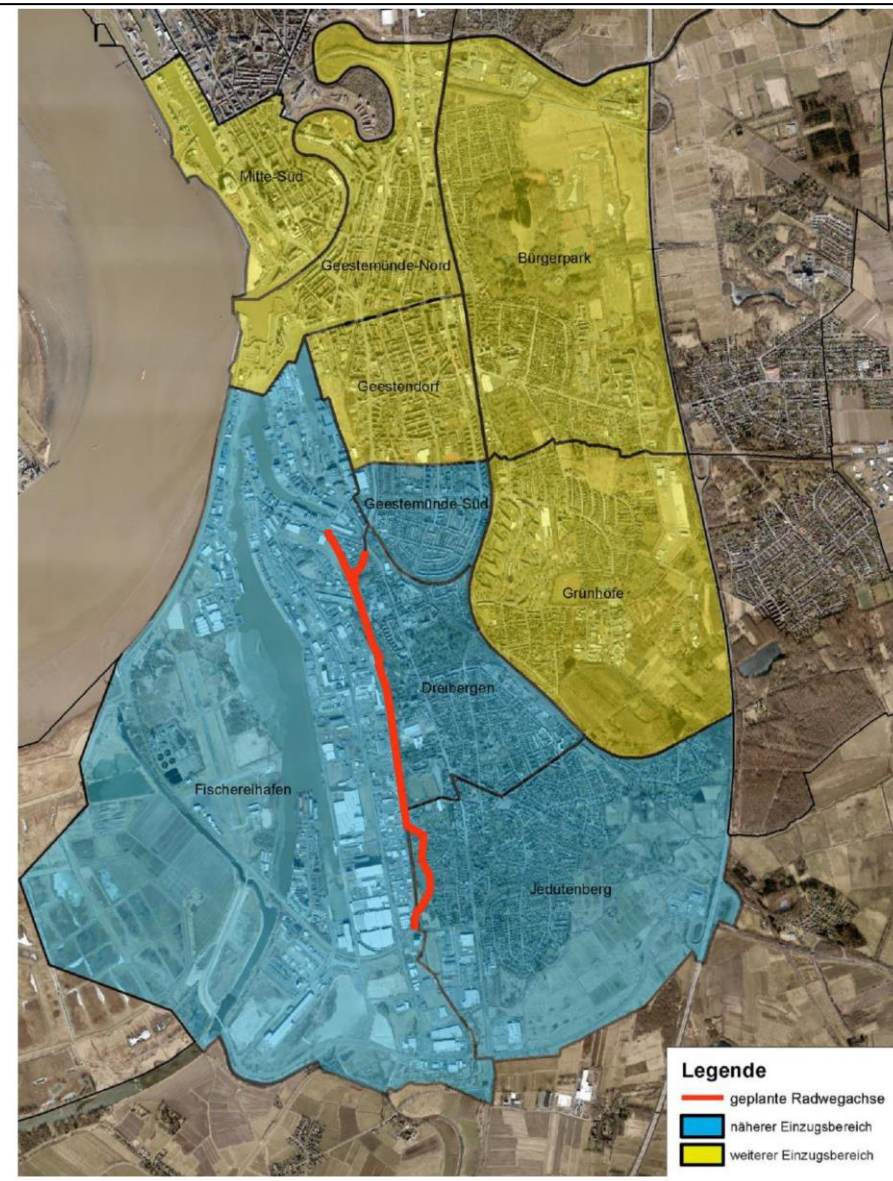 Mitte-Süd
Geestemünde-Nord
Bürgerpark
Geestendorf
Geestemünde-Süd
Grünhöfe
Dreibergen
Fischereihafen
Jedutenberg
Legende
geplante Radwegachse
näherer Einzugsbereich
weiterer Einzugsbereich